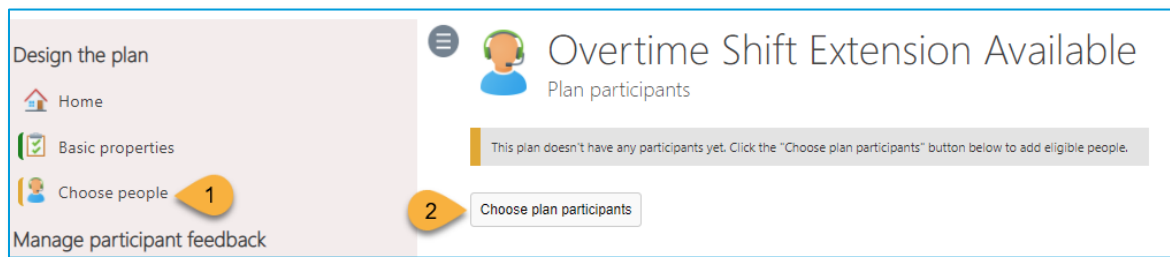 Design the plan
Home
Basic properties
Choose people
1
Manage participant feedback
Overtime Shift Extension Available
Plan participants
This plan doesn't have any participants yet. Click the "Choose plan participants" button below to add eligible people.
2
Choose plan participants